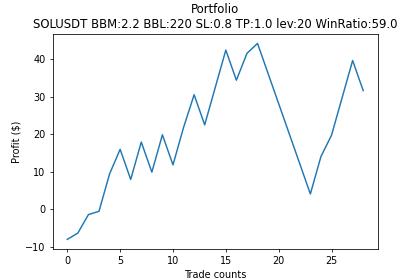 Portfolio
SOLUSDT BBM:2.2 BBL:220 SL:0.8 TP:1.0 lev:20 WinRatio:59.0
40
30
20
10
0
−10
Profit ($)
0 5 10 15 20 25
Trade counts